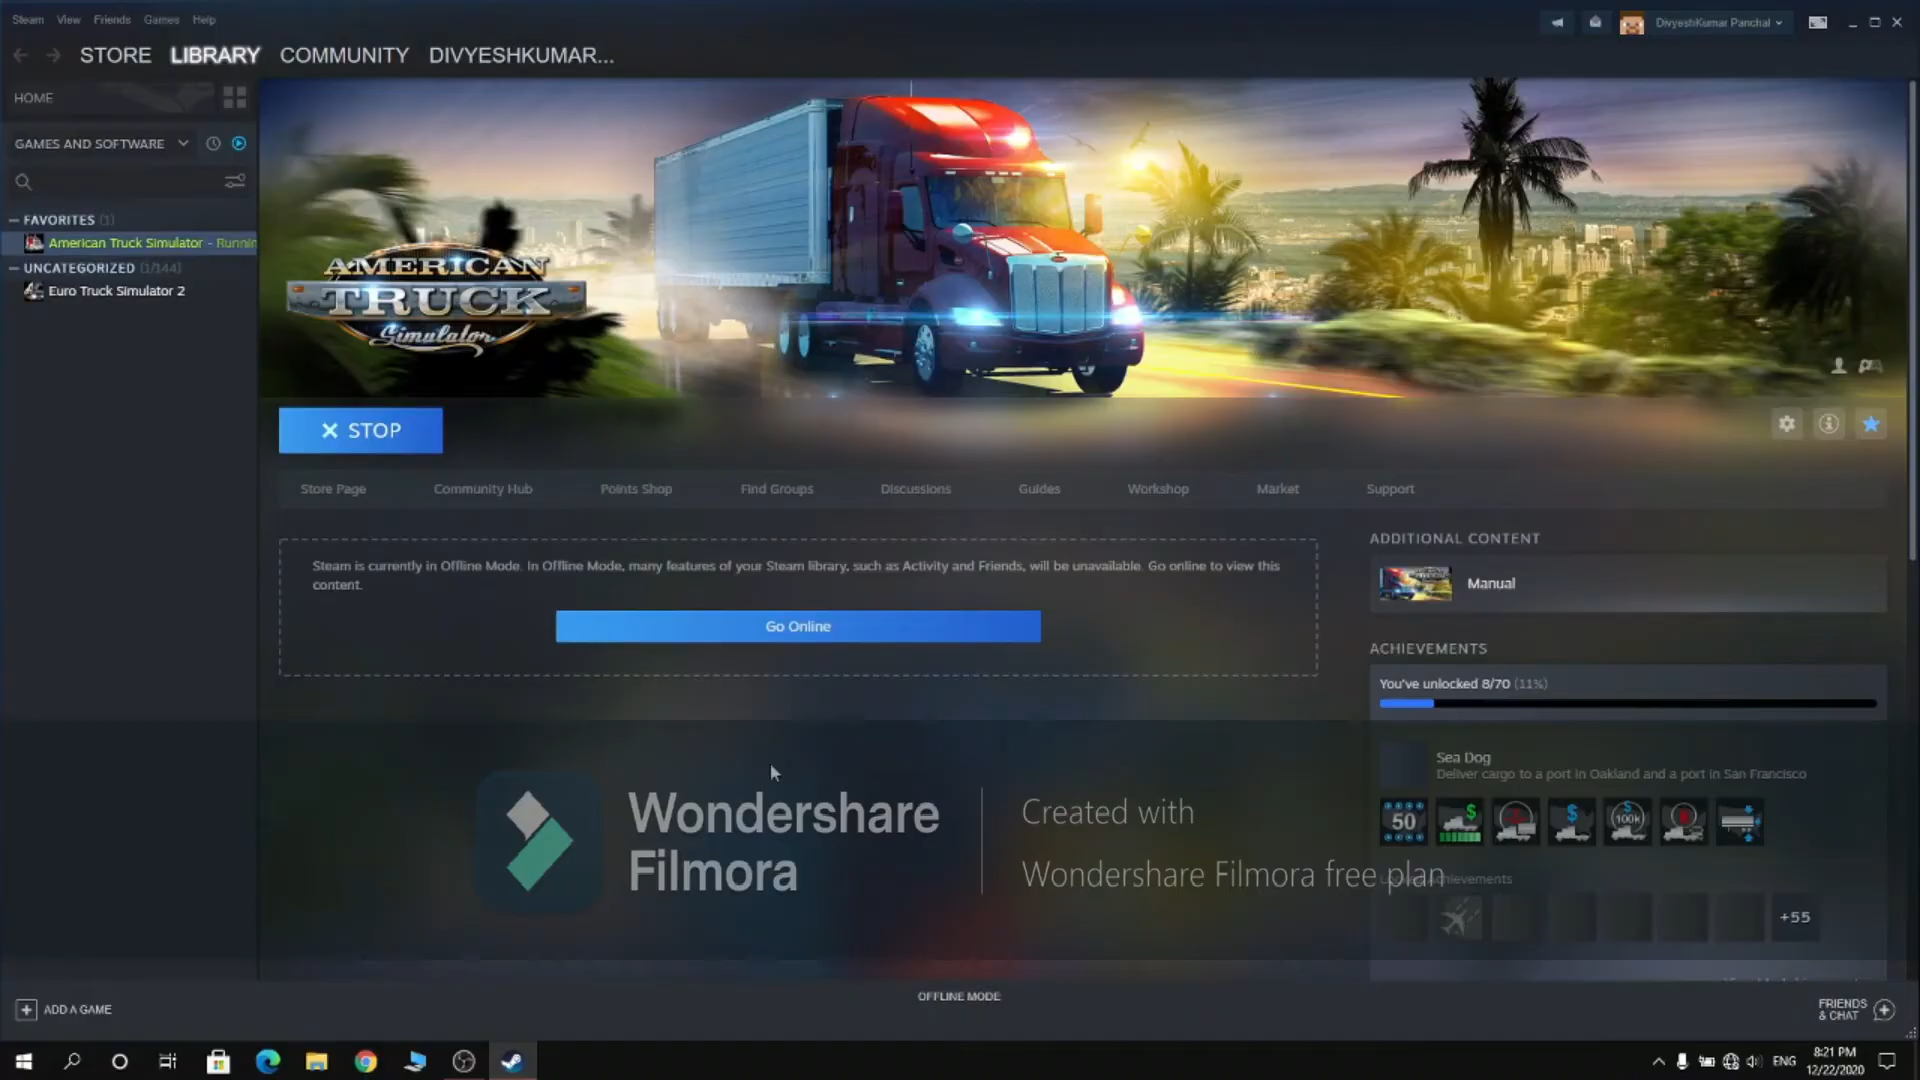 Steam View Friends Games Help
DivyeshKumar Panchal
STORE LIBRARY COMMUNITY DIVYESHKUMAR...
HOME
GAMES AND SOFTWARE
FAVORITES (1)
American Truck Simulator - Runnin
UNCATEGORIZED (1/144)
Euro Truck Simulator 2
AMERICAN
TRUCK
Simulator
STOP
Store Page Community Hub Points Shop Find Groups Discussions Guides Workshop Market Support
Steam is currently in Offline Mode. In Offline Mode, many features of your Steam library, such as Activity and Friends, will be unavailable. Go online to view this
content.
Go Online
ADDITIONAL CONTENT
Manual
ACHIEVEMENTS
You've unlocked 8/70 (11%)
Sea Dog
Deliver cargo to a port in Oakland and a port in San Francisco
50
100k
Achievements
+55
Wondershare
Filmora
Created with
Wondershare Filmora free plan
ADD A GAME
OFFLINE MODE
FRIENDS
& CHAT
ENG
8:21 PM
12/22/2020